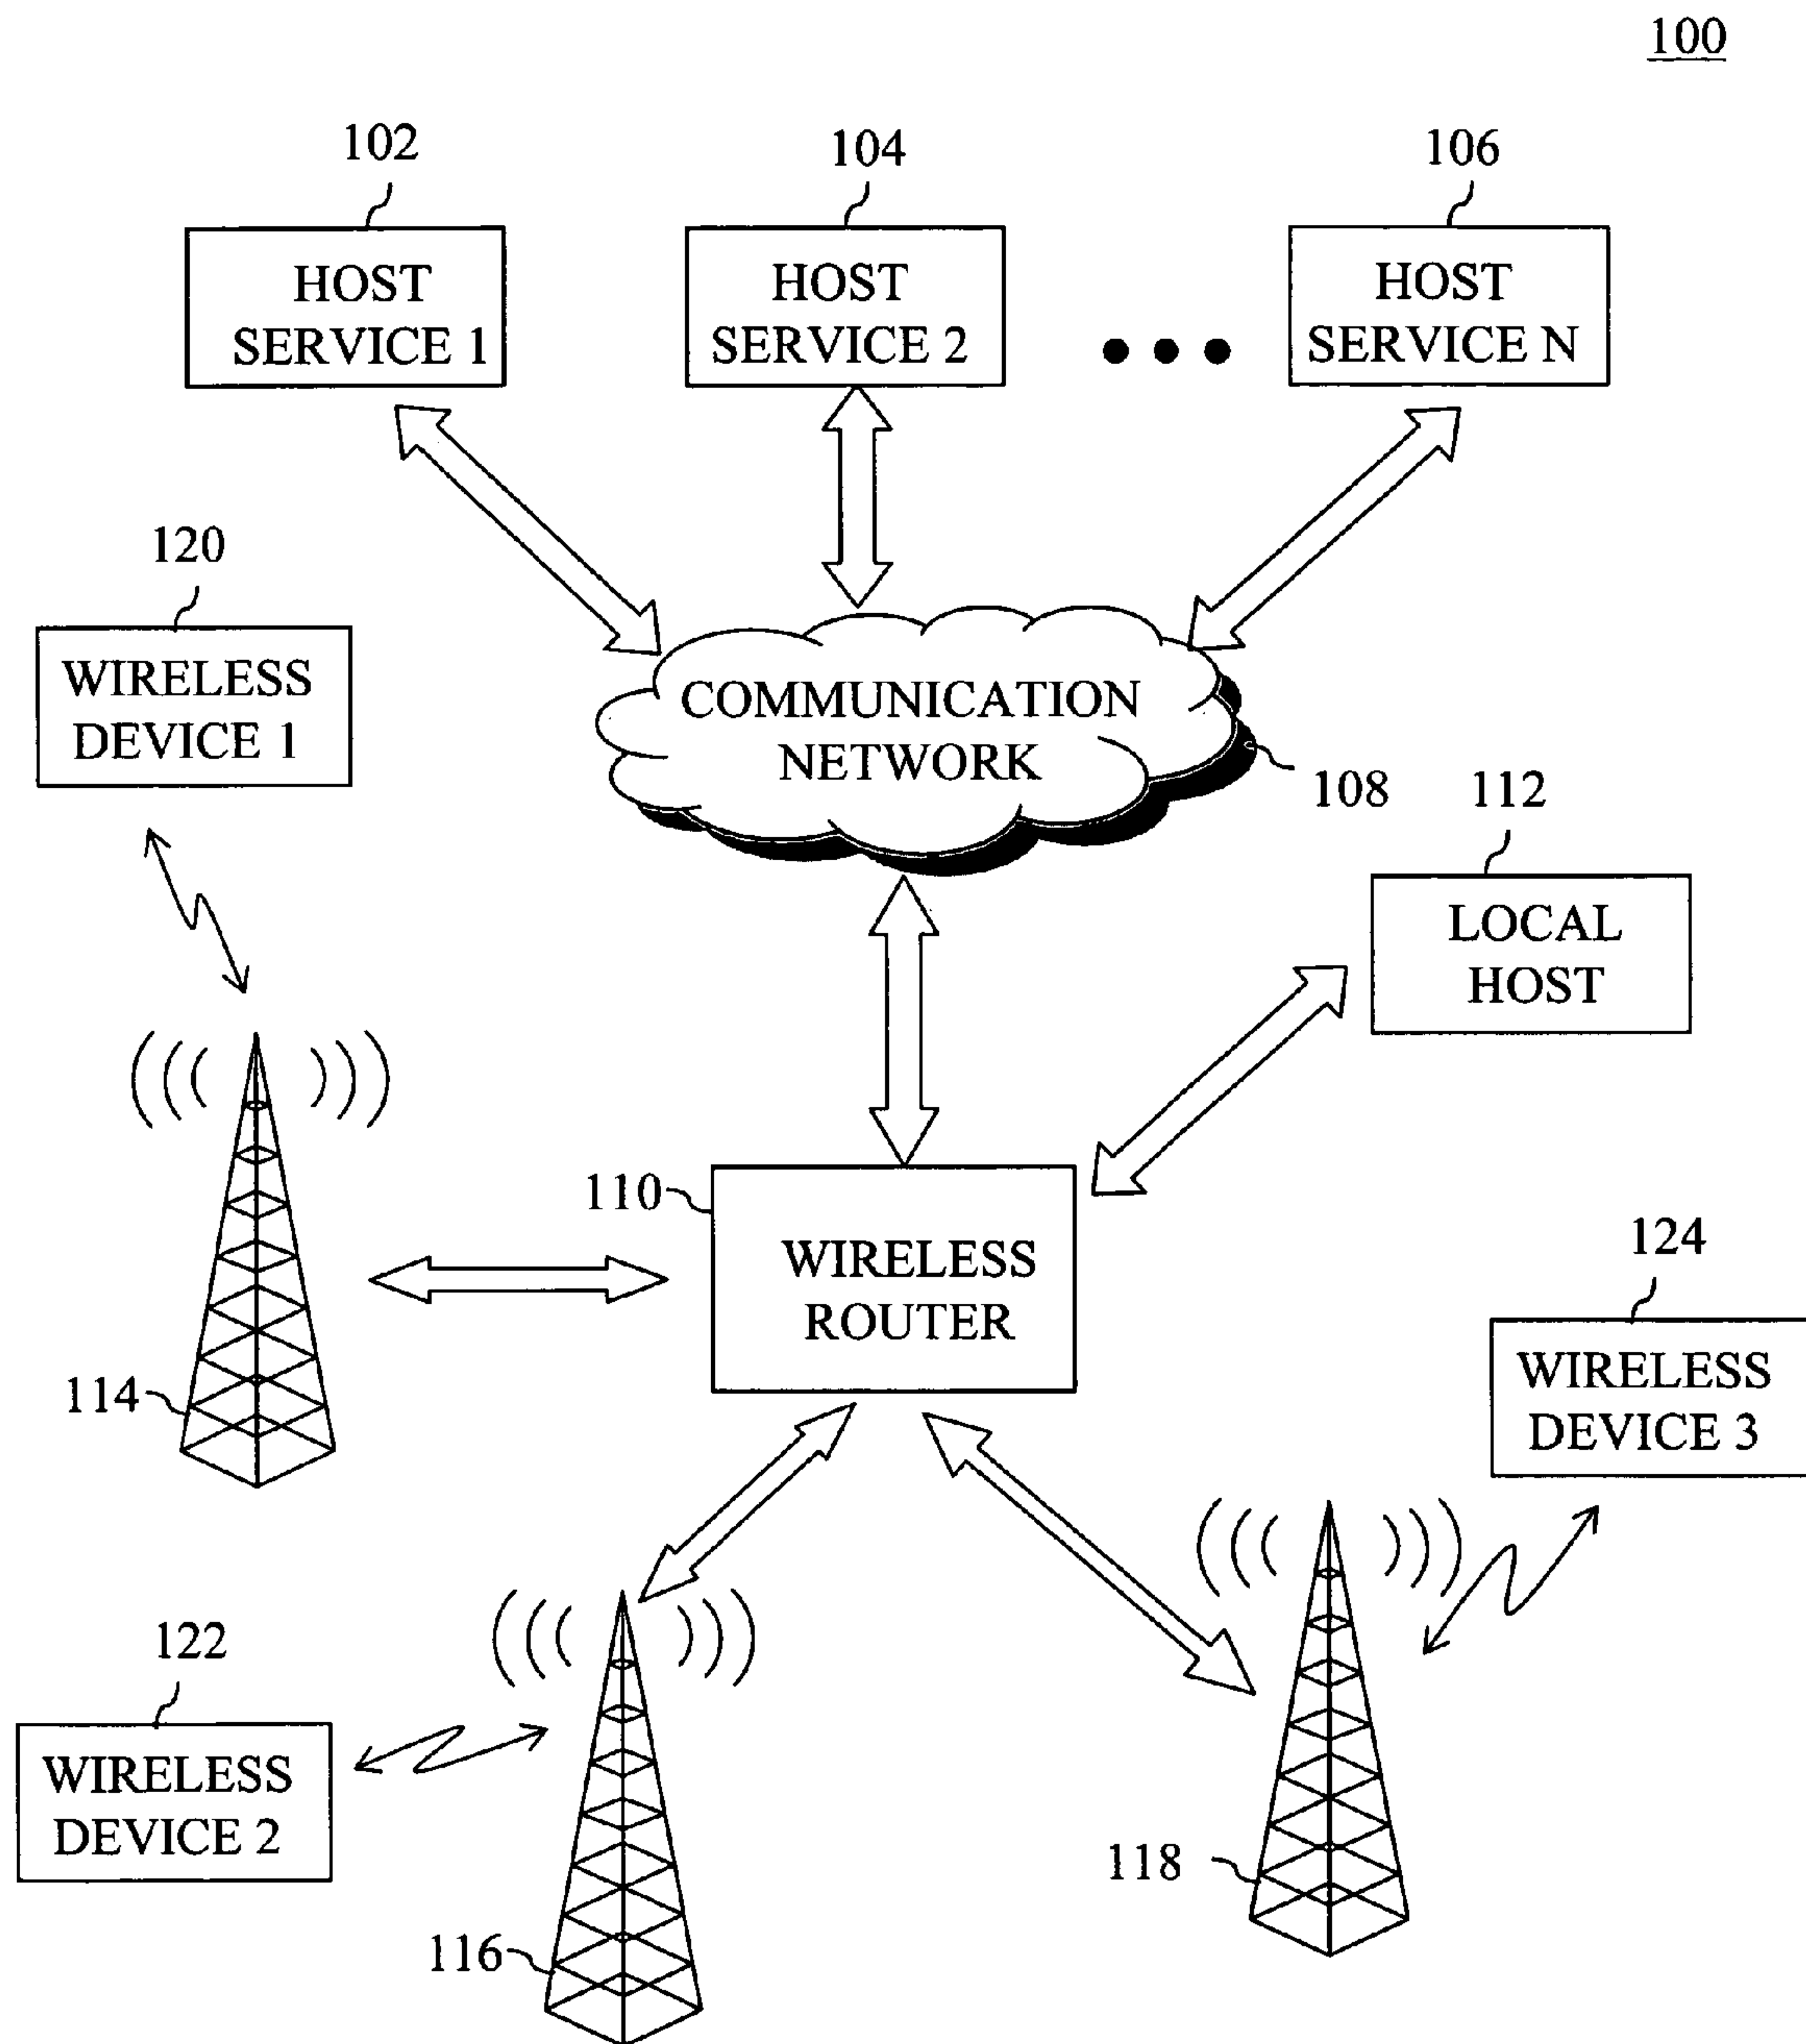 100
102
104
106
HOST
SERVICE 1
HOST
SERVICE 2
HOST
SERVICE N
120
WIRELESS
DEVICE 1
COMMUNICATION
NETWORK
108
112
LOCAL
HOST
110
WIRELESS
ROUTER
124
WIRELESS
DEVICE 3
114
122
WIRELESS
DEVICE 2
118
116